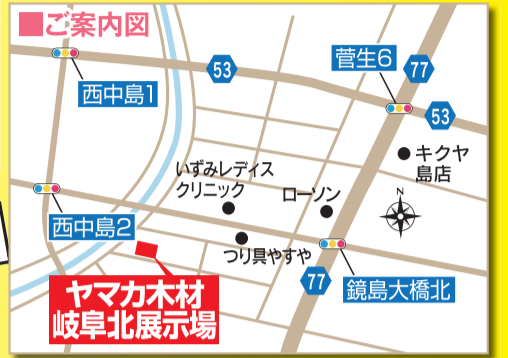 ■ご案内図
菅生6
77
53
西中島1
53
キクヤ
島店
いずみレディス
クリニック
ローソン
N
西中島2
つり具やすや
77
鏡島大橋北
ヤマカ木材
岐阜北展示場